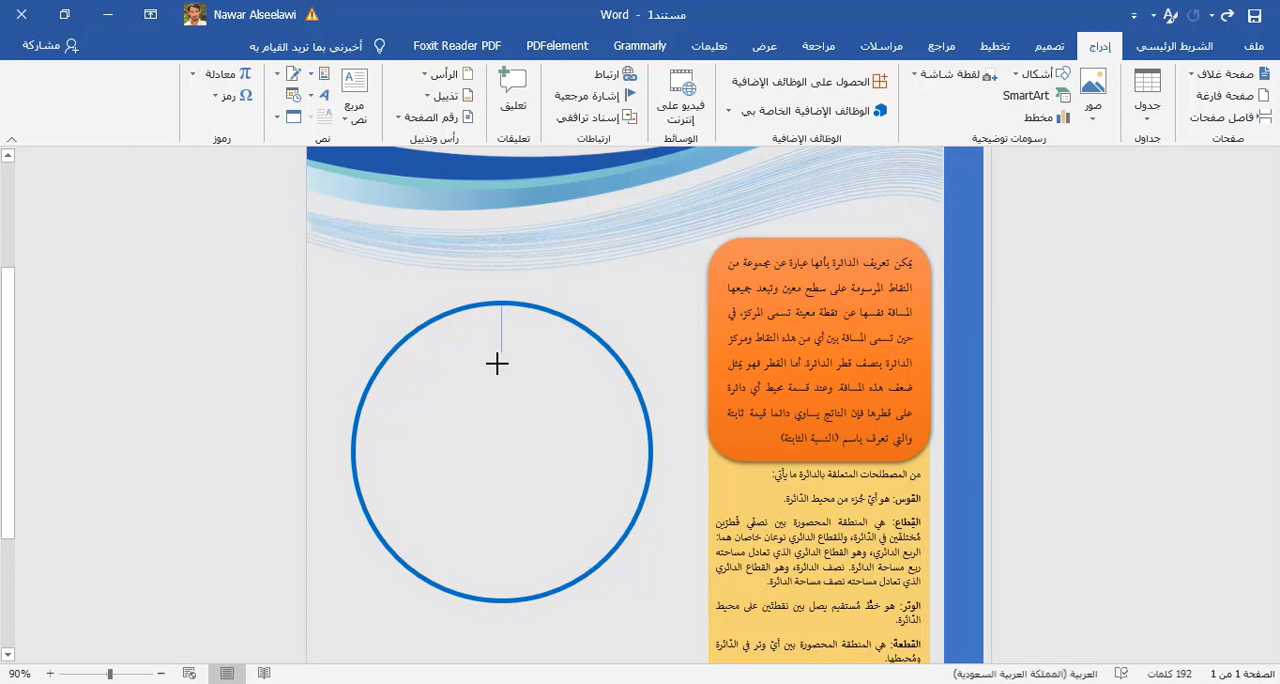 Nawar Alseelawi
مستند1 - Word
ملف
الشريط الرئيسي
إدراج
تصميم
تخطيط
مراجع
مراسلات
مراجعة
عرض
تعليمات
Grammarly
PDFelement
Foxit Reader PDF
أخبرني بما تريد القيام به
مشاركة
صفحة غلاف
صفحة فارغة
فاصل صفحات
صفحات
جدول
جداول
صور
أشكال
SmartArt
مخطط
لقطة شاشة
رسومات توضيحية
الحصول على الوظائف الإضافية
الوظائف الإضافية الخاصة بي
الوظائف الإضافية
فيديو على
إنترنت
الوسائط
ارتباط
إشارة مرجعية
إسناد ترافقي
ارتباطات
تعليق
تعليقات
الرأس
تذييل
رقم الصفحة
رأس وتذييل
مربع
نص
نص
معادلة
رمز
رموز
يمكن تعريف الدائرة بأنها عبارة عن مجموعة من
النقاط المرسومة على سطح معين وتبعد جميعها
المسافة نفسها عن نقطة معينة تسمى المركز، في
حين تسمى المسافة بين أي من هذه النقاط ومركز
الدائرة بنصف قطر الدائرة. أما القطر فهو يمثل
ضعف هذه المسافة. وعند قسمة محيط أي دائرة
على قطرها فإن الناتج يساوي دائما قيمة ثابتة
والتي تعرف باسم (النسبة الثابتة)
من المصطلحات المتعلقة بالدائرة ما يأتي:
القوس: هو أيّ جُزء من محيط الدّائرة.
القِطاع: هي المنطقة المحصورة بين نصفّي قُطرَين
مُختلفَين في الدّائرة، وللقطاع الدائري نوعان خاصان هما:
الربع الدائري، وهو القطاع الدائري الذي تعادل مساحته
ربع مساحة الدائرة. نصف الدائرة، وهو القطاع الدائري
الذي تعادل مساحته نصف مساحة الدائرة.
الوتر: هو خطٌّ مُستقيم يصل بين نقطتَين على محيط
الدّائرة.
القطعة: هي المنطقة المحصورة بين أيّ وتر في الدّائرة
ومُحيطها.
الصفحة 1 من 1
192 كلمات
العربية (المملكة العربية السعودية)
90%